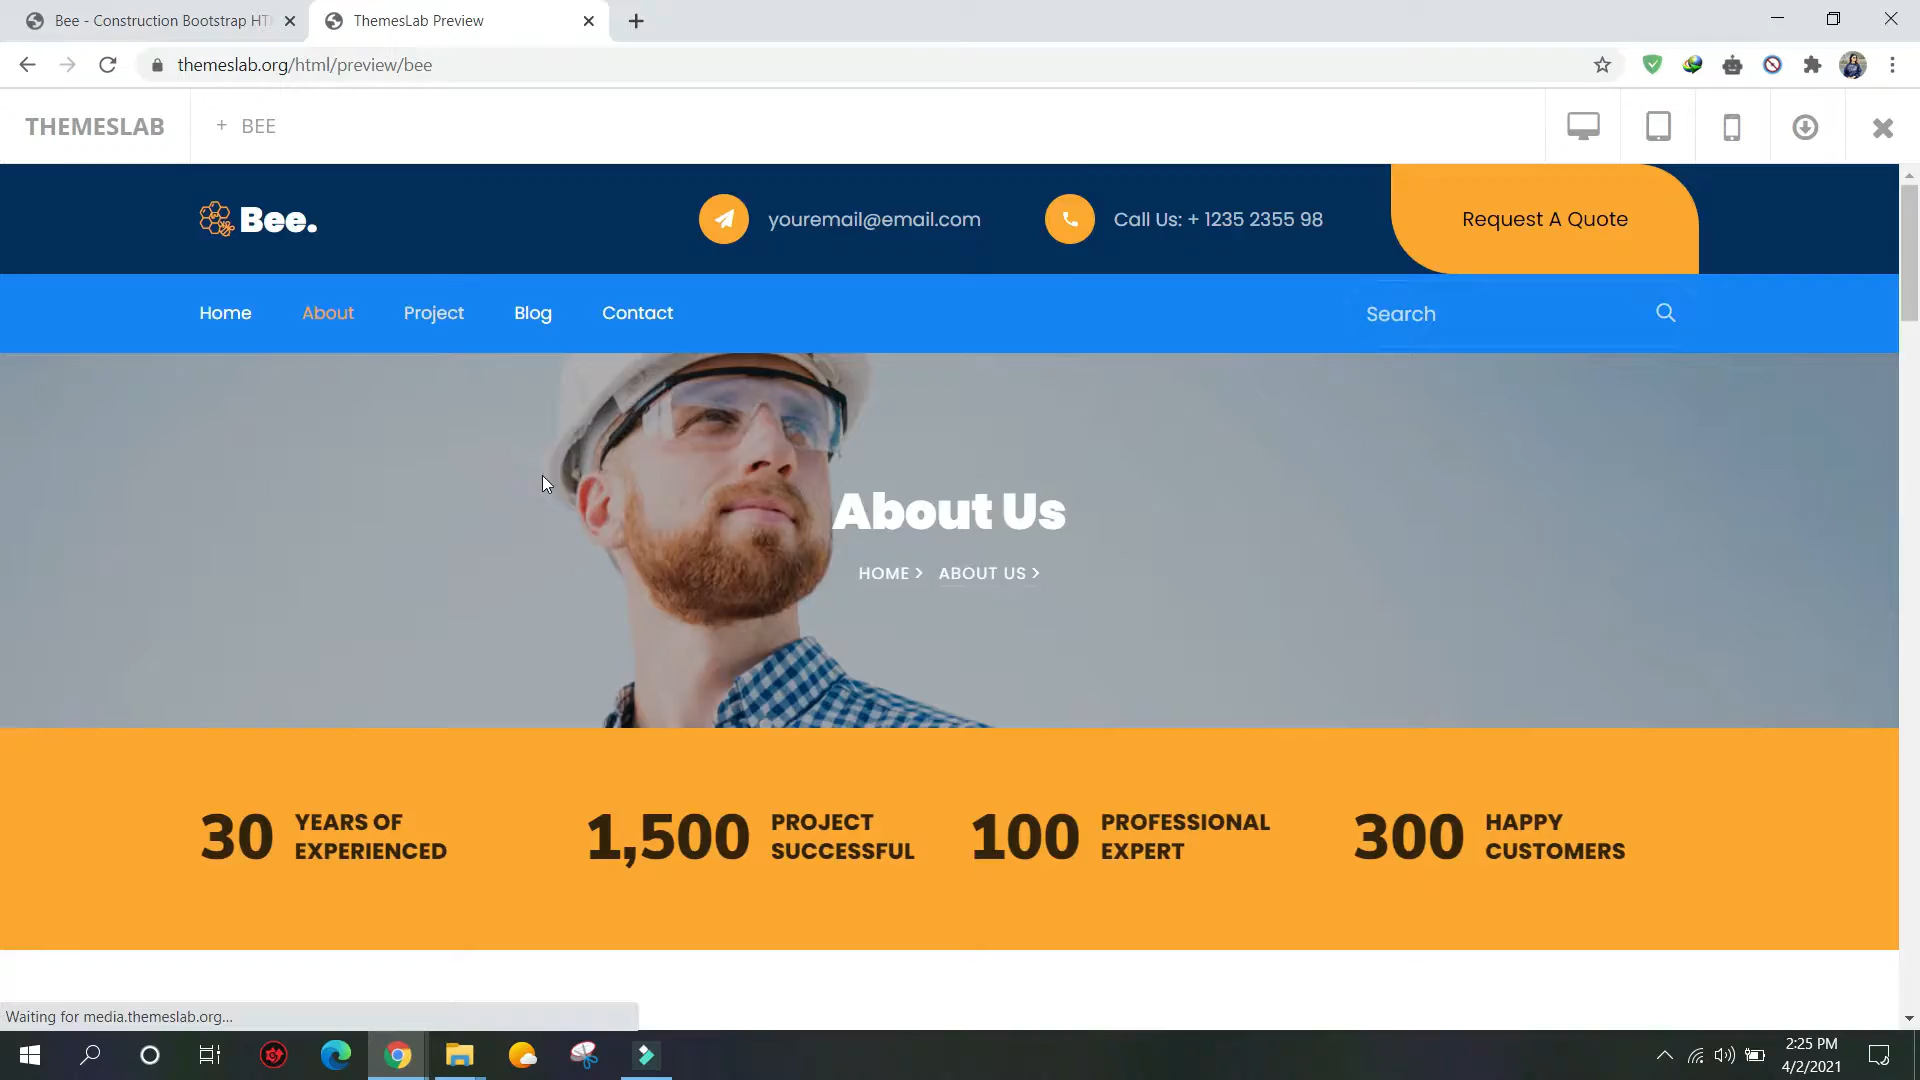 Bee - Construction Bootstrap HT
ThemesLab Preview
themeslab.org/html/preview/bee
THEMESLAB
+ BEE
Bee.
youremail@email.com
Call Us: + 1235 2355 98
Request A Quote
Home
About
Project
Blog
Contact
Search
About Us
HOME >
ABOUT US >
30
YEARS OF
EXPERIENCED
1,500
PROJECT
SUCCESSFUL
100
PROFESSIONAL
EXPERT
300
HAPPY
CUSTOMERS
Waiting for media.themeslab.org...
2:25 PM
4/2/2021